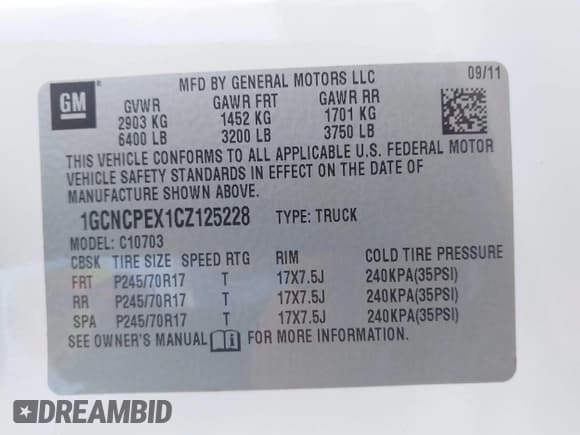 GM
MFD BY GENERAL MOTORS LLC 09/11
GVWR GAWR FRT GAWR RR
2903 KG 1452 KG 1701 KG
6400 LB 3200 LB 3750 LB
THIS VEHICLE CONFORMS TO ALL APPLICABLE U.S. FEDERAL MOTOR
VEHICLE SAFETY STANDARDS IN EFFECT ON THE DATE OF
MANUFACTURE SHOWN ABOVE.
1GCNCPEX1CZ125228 TYPE: TRUCK
MODEL: C10703
CBSK TIRE SIZE SPEED RTG RIM COLD TIRE PRESSURE
FRT P245/70R17 T 17X7.5J 240KPA(35PSI)
RR P245/70R17 T 17X7.5J 240KPA(35PSI)
SPA P245/70R17 T 17X7.5J 240KPA(35PSI)
SEE OWNER'S MANUAL i FOR MORE INFORMATION.
DREAMBID